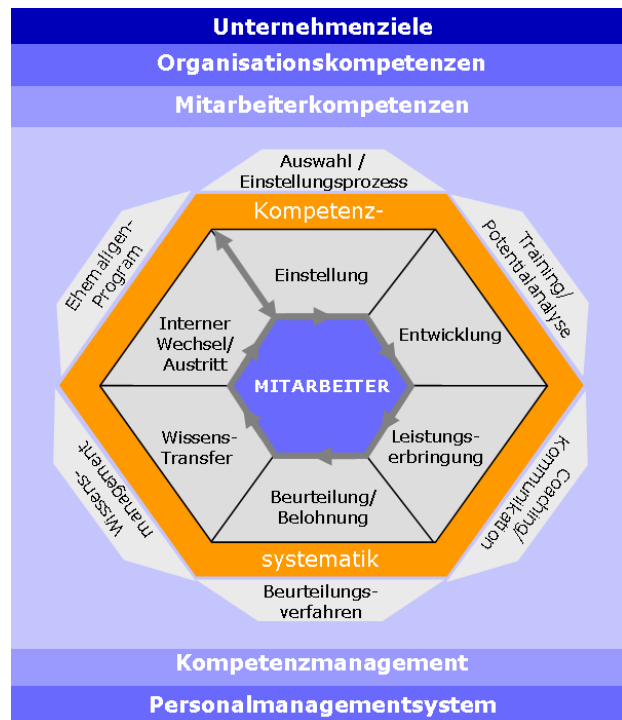 Unternehmenziele
Organisationskompetenzen
Mitarbeiterkompetenzen
Auswahl /
Einstellungsprozess
Kompetenz-
Ehemaligen-
Program
Training/
Potentialanalyse
Einstellung
Interner
Wechsel/
Austritt
Entwicklung
MITARBEITER
Wissens-
Transfer
Leistungs-
erbringung
Beurteilung/
Belohnung
Wissens-
management
Coaching/
Kommunikation
systematik
Beurteilungs-
verfahren
Kompetenzmanagement
Personalmanagementsystem